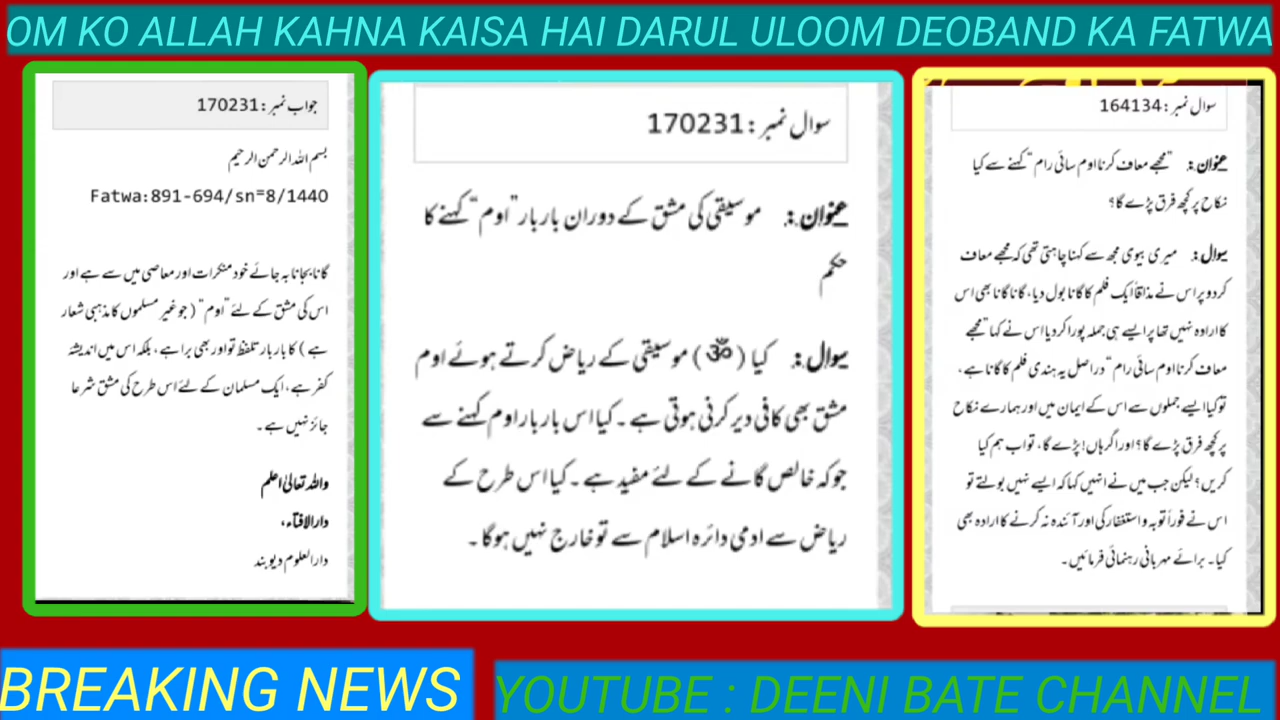 OM KO ALLAH KAHNA KAISA HAI DARUL ULOOM DEOBAND KA FATWA
جواب نمبر : 170231
بسم الله الرحمن الرحيم
Fatwa:891-694/sn=8/1440
گانا بجانا بہ جائے خود منکرات اور معاصی میں سے ہے اور
اس کی مشق کے لئے ”اوم“ (جو غیر مسلموں کا مذہبی شعار
ہے) کا بار بار تلفظ تو اور بھی برا ہے، بلکہ اس میں اندیشۂ
کفر ہے، ایک مسلمان کے لئے اس طرح کی مشق شرعا
جائز نہیں ہے۔
واللہ تعالیٰ اعلم
دارالافتاء،
دارالعلوم دیوبند
سوال نمبر : 170231
عنوان: موسیقی کی مشق کے دوران بار بار ”اوم“ کہنے کا
حکم
سوال: کیا (ॐ) موسیقی کے ریاض کرتے ہوئے اوم
مشق بھی کافی دیر کرنی ہوتی ہے۔ کیا اس بار بار اوم کہنے سے
جو کہ خالص گانے کے لئے مفید ہے۔ کیا اس طرح کے
ریاض سے ادمی دائرہ اسلام سے تو خارج نہیں ہوگا۔
سوال نمبر : 164134
عنوان: ”مجھے معاف کرنا اوم سائی رام“ کہنے سے کیا
نکاح پر کچھ فرق پڑے گا؟
سوال: میری بیوی مجھ سے کہنا چاہتی تھی کہ مجھے معاف
کردو پر اس نے مذاقاً ایک فلم کا گانا بول دیا، گانا گانا بھی اس
کا ارادہ نہیں تھا پر ایسے ہی جملہ پورا کردیا اس نے کہا ”مجھے
معاف کرنا اوم سائی رام“ دراصل یہ ہندی فلم کا گانا ہے،
تو کیا ایسے جملوں سے اس کے ایمان میں اور ہمارے نکاح
پر کچھ فرق پڑے گا؟ اور اگر ہاں! پڑے گا، تو اب ہم کیا
کریں؟ لیکن جب میں نے انہیں کہا کہ ایسے نہیں بولتے تو
اس نے فوراً توبہ و استغفار کی اور آئندہ نہ کرنے کا ارادہ بھی
کیا۔ برائے مہربانی رہنمائی فرمائیں۔
BREAKING NEWS
YOUTUBE : DEENI BATE CHANNEL